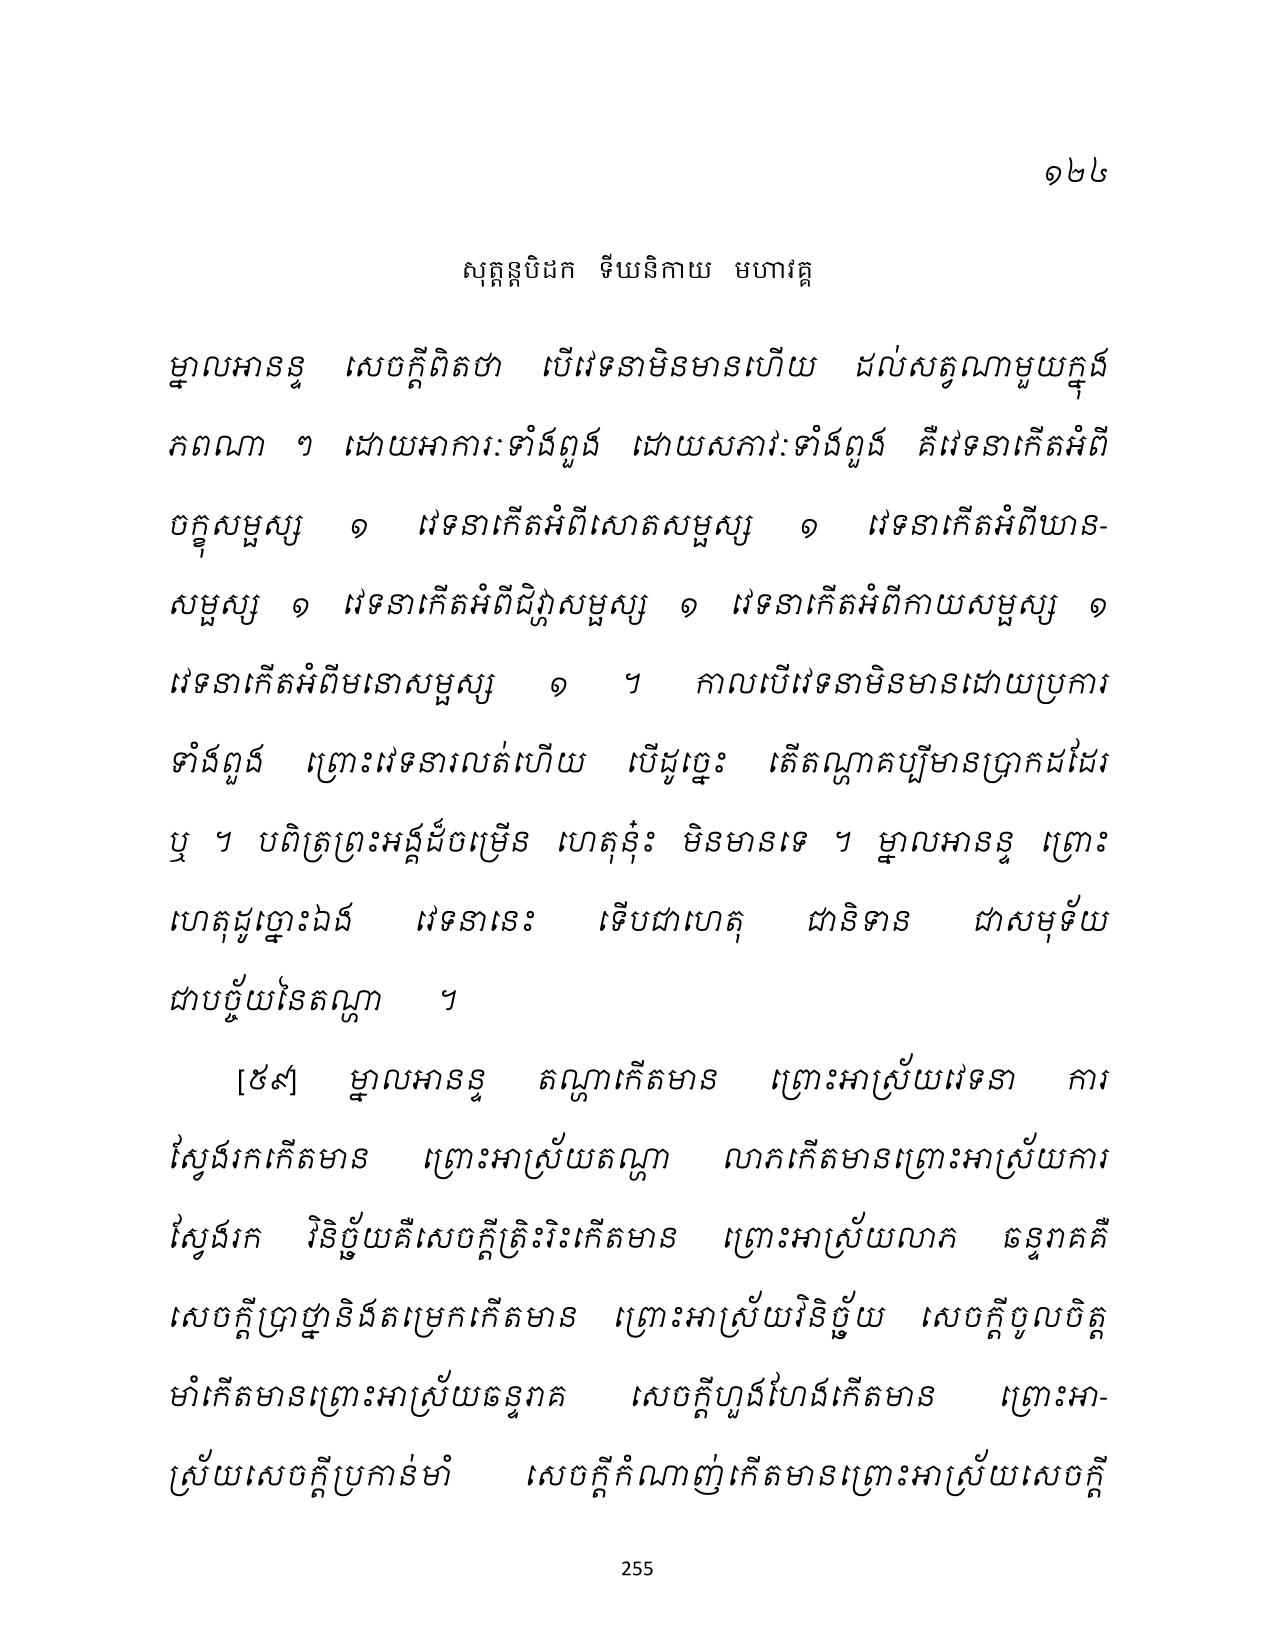 ១២៤
សុត្តន្តបិដក ទីឃនិកាយ មហាវគ្គ
ម្នាលអានន្ទ សេចក្តីពិតថា បើវេទនាមិនមានហើយ ដល់សត្វណាមួយក្នុង
ភពណា ៗ ដោយអាការៈទាំងពួង ដោយសភាវៈទាំងពួង គឺវេទនាកើតអំពី
ចក្ខុសម្ផស្ស ១ វេទនាកើតអំពីសោតសម្ផស្ស ១ វេទនាកើតអំពីឃាន-
សម្ផស្ស ១ វេទនាកើតអំពីជិវ្ហាសម្ផស្ស ១ វេទនាកើតអំពីកាយសម្ផស្ស ១
វេទនាកើតអំពីមនោសម្ផស្ស ១ ។ កាលបើវេទនាមិនមានដោយប្រការ
ទាំងពួង ព្រោះវេទនារលត់ហើយ បើដូច្នេះ តើតណ្ហាគប្បីមានប្រាកដដែរ
ឬ ។ បពិត្រព្រះអង្គដ៏ចម្រើន ហេតុនុ៎ះ មិនមានទេ ។ ម្នាលអានន្ទ ព្រោះ
ហេតុដូច្នោះឯង វេទនានេះ ទើបជាហេតុ ជានិទាន ជាសមុទ័យ
ជាបច្ច័យនៃតណ្ហា ។
[៥៩] ម្នាលអានន្ទ តណ្ហាកើតមាន ព្រោះអាស្រ័យវេទនា ការ
ស្វែងរកកើតមាន ព្រោះអាស្រ័យតណ្ហា លាភកើតមានព្រោះអាស្រ័យការ
ស្វែងរក វិនិច្ឆ័យគឺសេចក្តីត្រិះរិះកើតមាន ព្រោះអាស្រ័យលាភ ឆន្ទរាគគឺ
សេចក្តីប្រាថ្នានិងតម្រេកកើតមាន ព្រោះអាស្រ័យវិនិច្ឆ័យ សេចក្តីចូលចិត្ត
មាំកើតមានព្រោះអាស្រ័យឆន្ទរាគ សេចក្តីហួងហែងកើតមាន ព្រោះអា-
ស្រ័យសេចក្តីប្រកាន់មាំ សេចក្តីកំណាញ់កើតមានព្រោះអាស្រ័យសេចក្តី
255